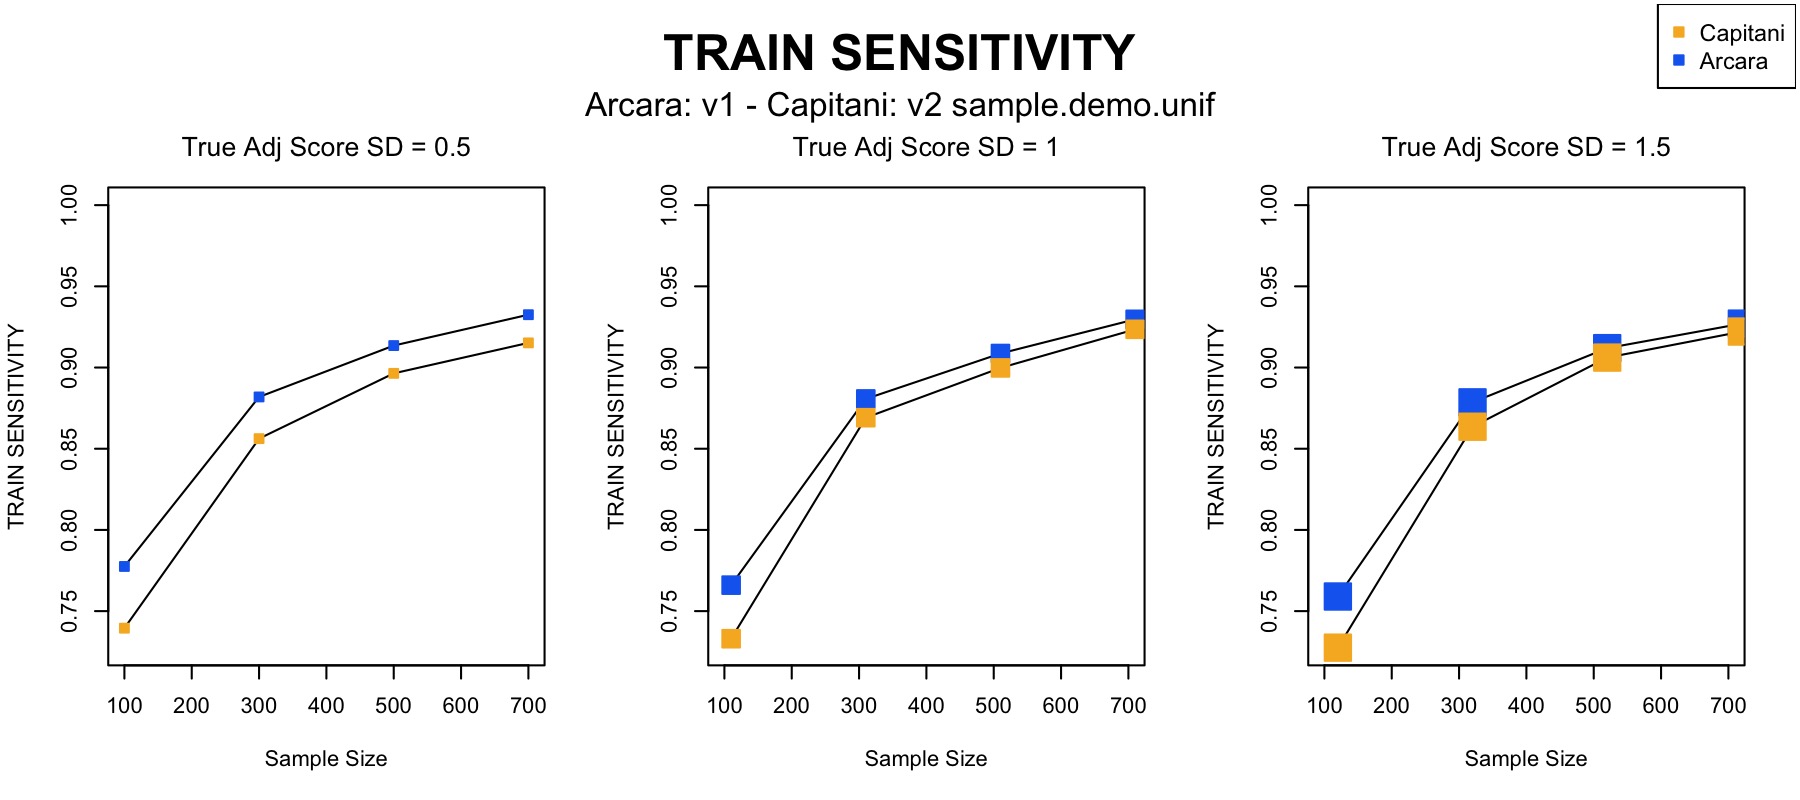 TRAIN SENSITIVITY
Arcara: v1 - Capitani: v2 sample.demo.unif
Capitani
Arcara
True Adj Score SD = 0.5
TRAIN SENSITIVITY
1.00
0.95
0.90
0.85
0.80
0.75
100 200 300 400 500 600 700
Sample Size
True Adj Score SD = 1
TRAIN SENSITIVITY
1.00
0.95
0.90
0.85
0.80
0.75
100 200 300 400 500 600 700
Sample Size
True Adj Score SD = 1.5
TRAIN SENSITIVITY
1.00
0.95
0.90
0.85
0.80
0.75
100 200 300 400 500 600 700
Sample Size